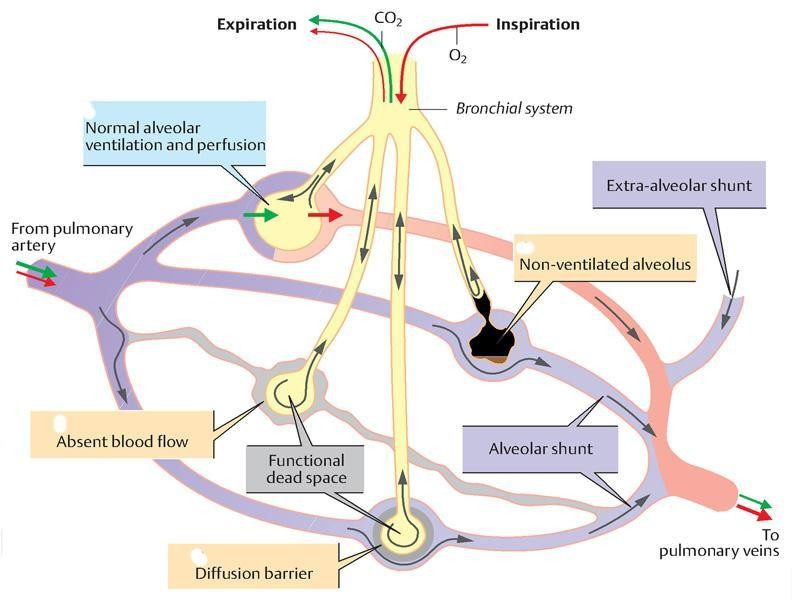 Expiration
CO₂
Inspiration
O₂
Bronchial system
Normal alveolar
ventilation and perfusion
Extra-alveolar shunt
From pulmonary
artery
Non-ventilated alveolus
Absent blood flow
Functional
dead space
Alveolar shunt
Diffusion barrier
To
pulmonary veins